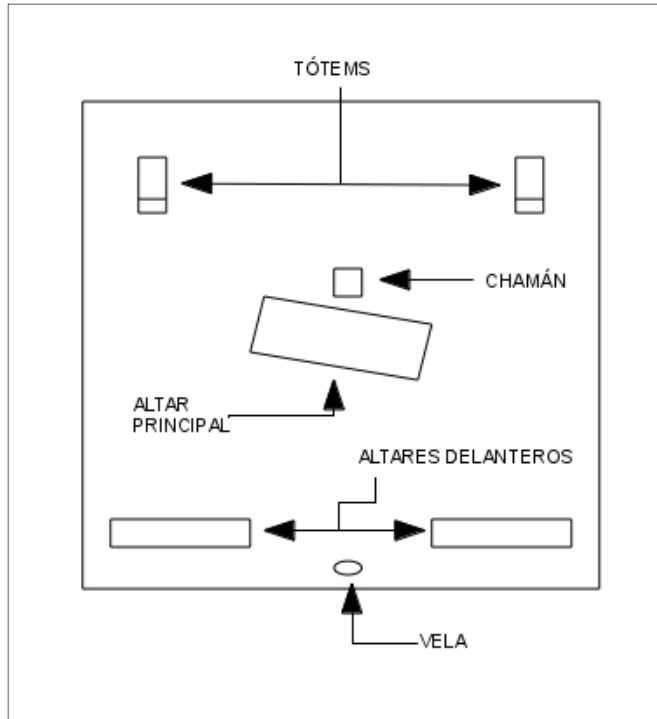 TÓTEMS
CHAMÁN
ALTAR
PRINCIPAL
ALTARES DELANTEROS
VELA